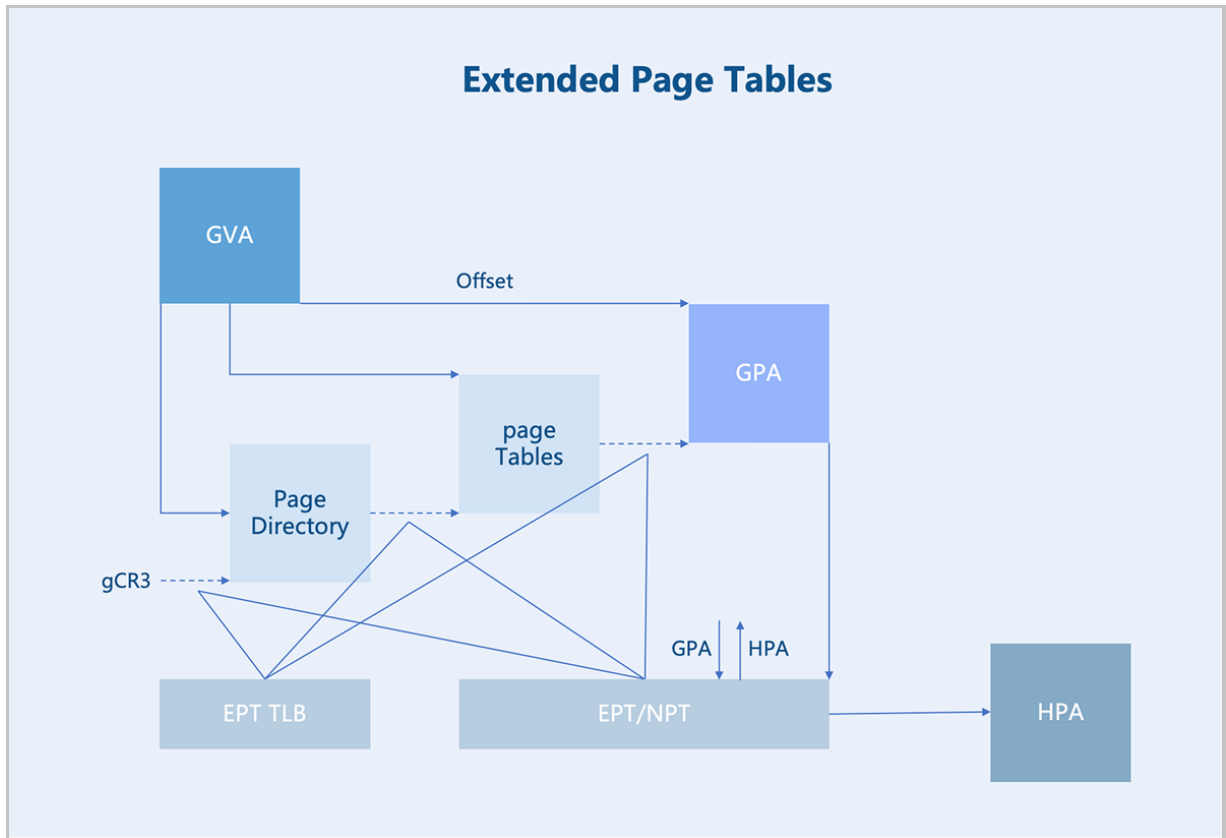 Extended Page Tables
GVA
Offset
GPA
page
Tables
Page
Directory
gCR3
GPA
HPA
EPT TLB
EPT/NPT
HPA